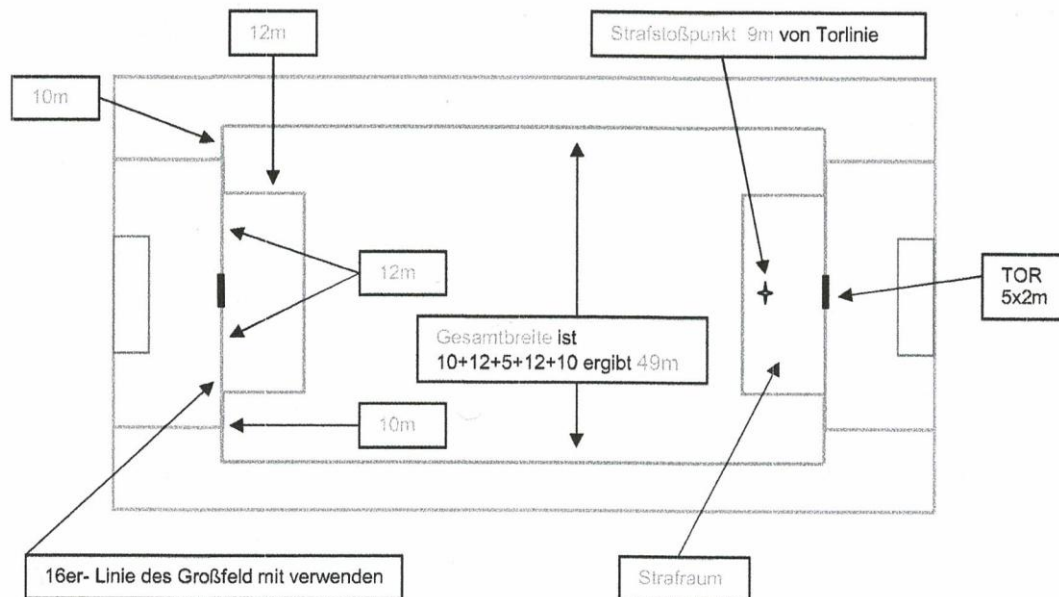 12m
Strafstoßpunkt 9m von Torlinie
10m
12m
TOR
5x2m
Gesamtbreite ist
10+12+5+12+10 ergibt 49m
10m
16er- Linie des Großfeld mit verwenden
Strafraum